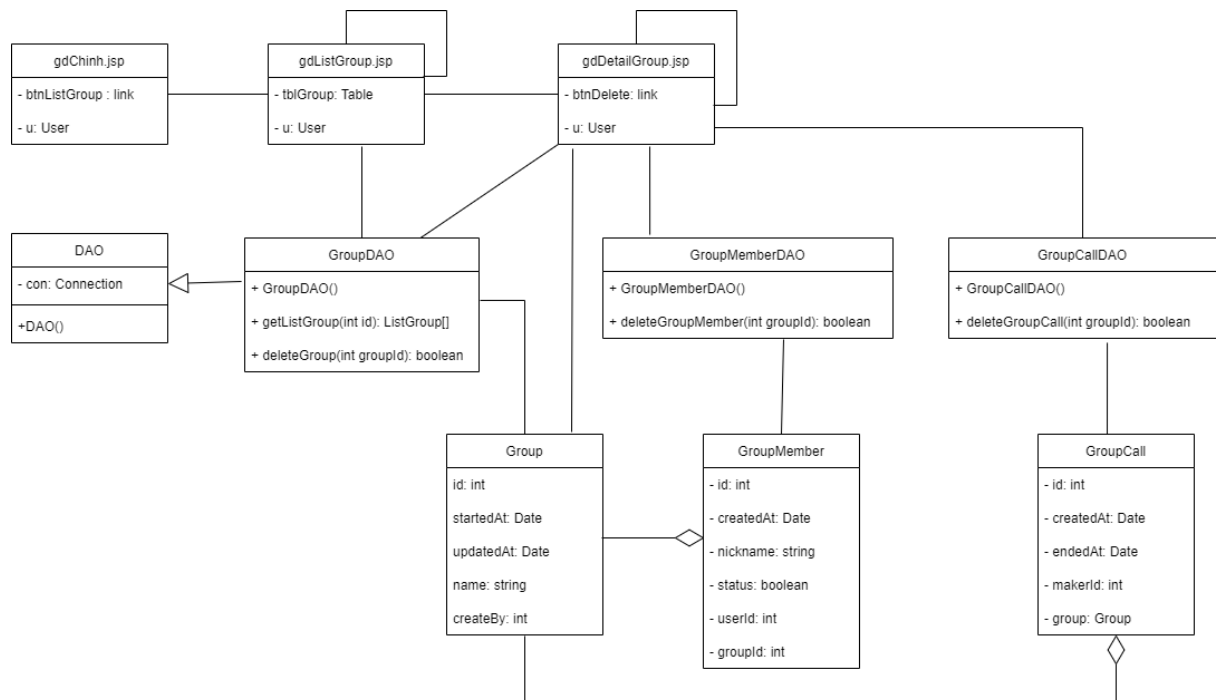 gdChinh.jsp
- btnListGroup : link
- u: User
gdListGroup.jsp
- tblGroup: Table
- u: User
gdDetailGroup.jsp
- btnDelete: link
- u: User
DAO
- con: Connection
+DAO()
GroupDAO
+ GroupDAO()
+ getListGroup(int id): ListGroup[]
+ deleteGroup(int groupId): boolean
GroupMemberDAO
+ GroupMemberDAO()
+ deleteGroupMember(int groupId): boolean
GroupCallDAO
+ GroupCallDAO()
+ deleteGroupCall(int groupId): boolean
Group
id: int
startedAt: Date
updatedAt: Date
name: string
createBy: int
GroupMember
- id: int
- createdAt: Date
- nickname: string
- status: boolean
- userId: int
- groupId: int
GroupCall
- id: int
- createdAt: Date
- endedAt: Date
- makerId: int
- group: Group